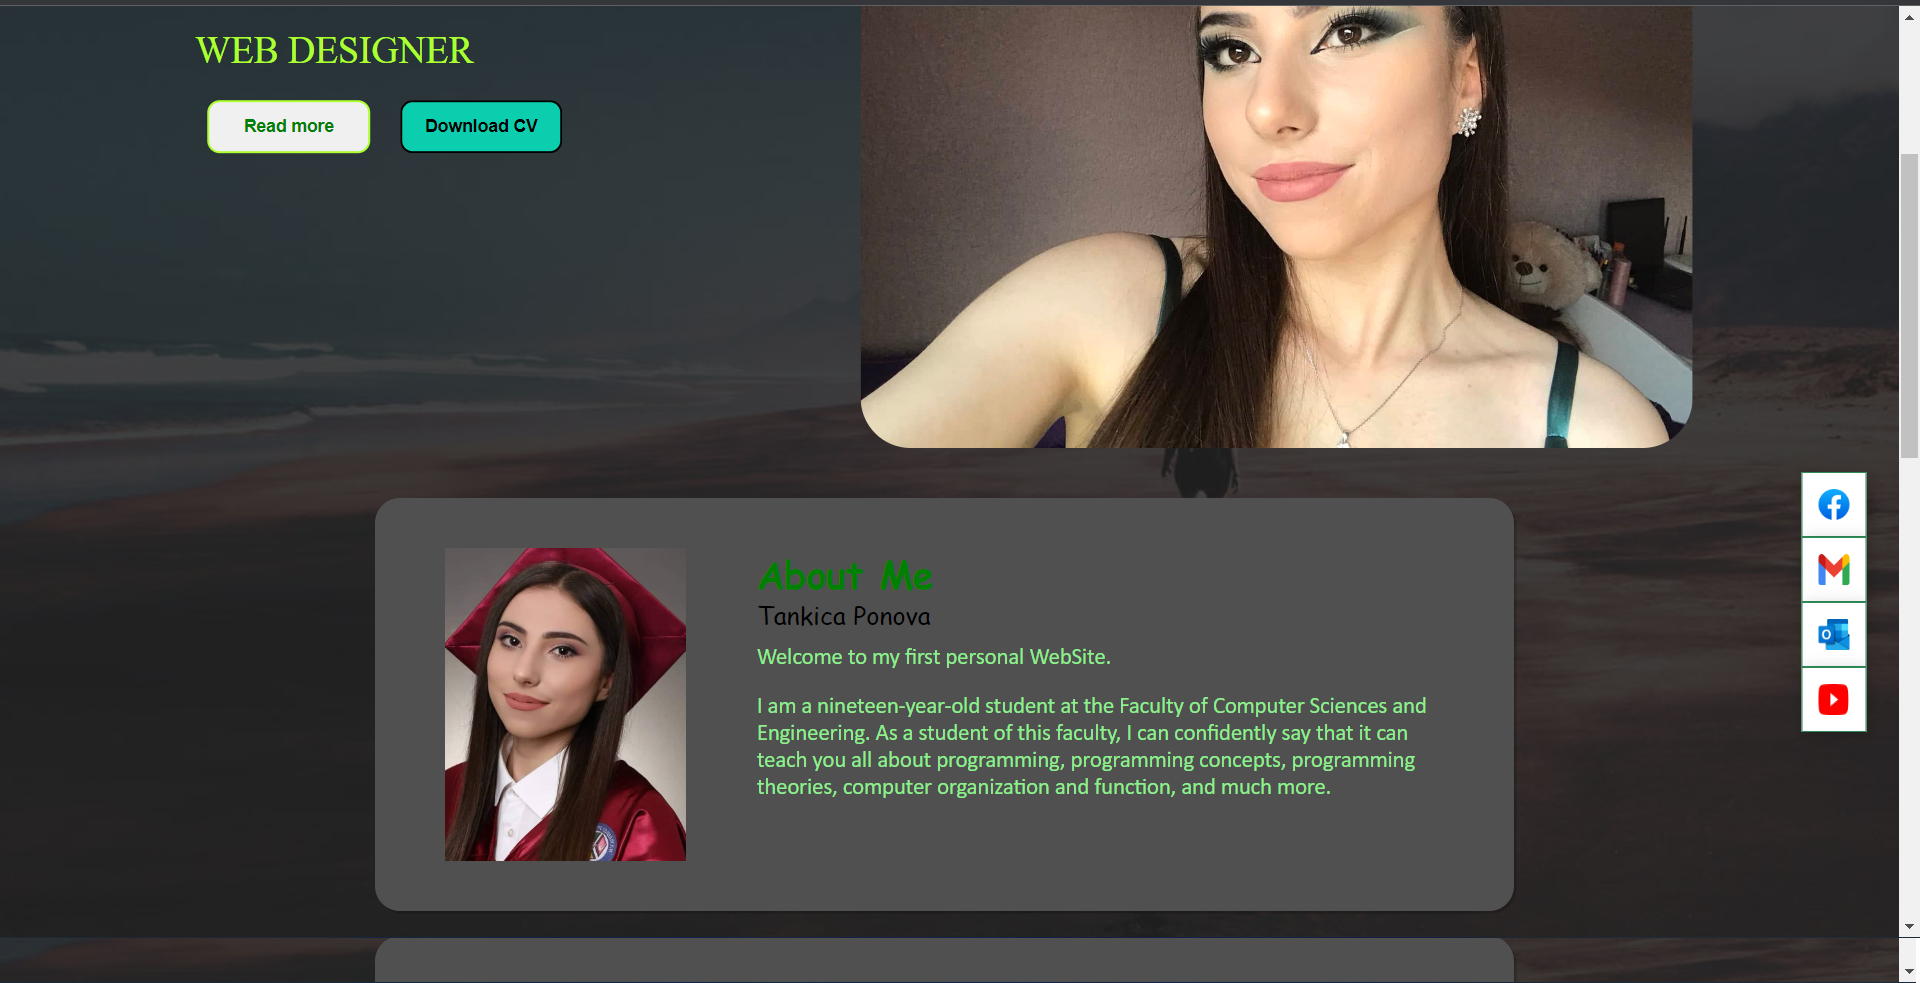 WEB DESIGNER
Read more
Download CV
About Me
Tankica Ponova
Welcome to my first personal WebSite.
I am a nineteen-year-old student at the Faculty of Computer Sciences and
Engineering. As a student of this faculty, I can confidently say that it can
teach you all about programming, programming concepts, programming
theories, computer organization and function, and much more.